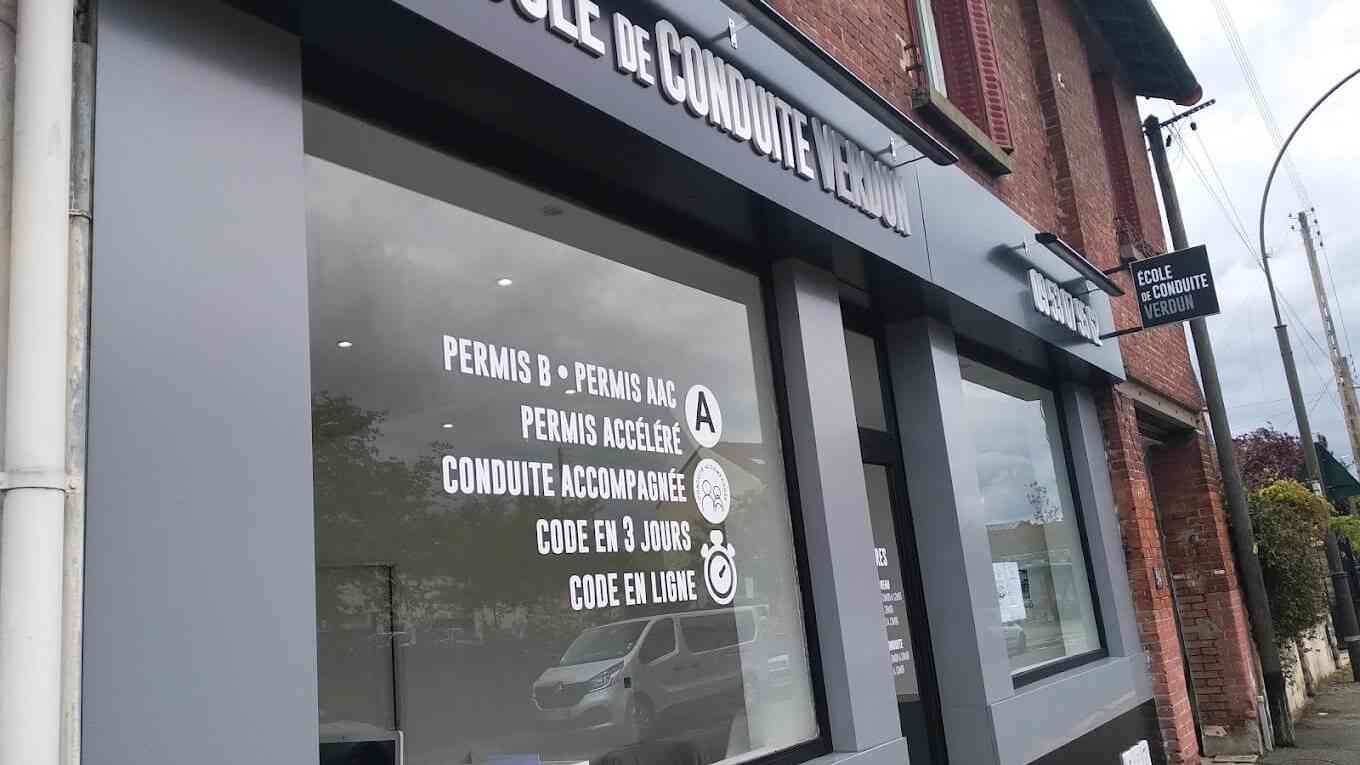 ÉCOLE DE CONDUITE VERDUN
ÉCOLE
DE CONDUITE
VERDUN
PERMIS B • PERMIS AAC
PERMIS ACCÉLÉRÉ
A
CONDUITE ACCOMPAGNÉE
CODE EN 3 JOURS
CODE EN LIGNE